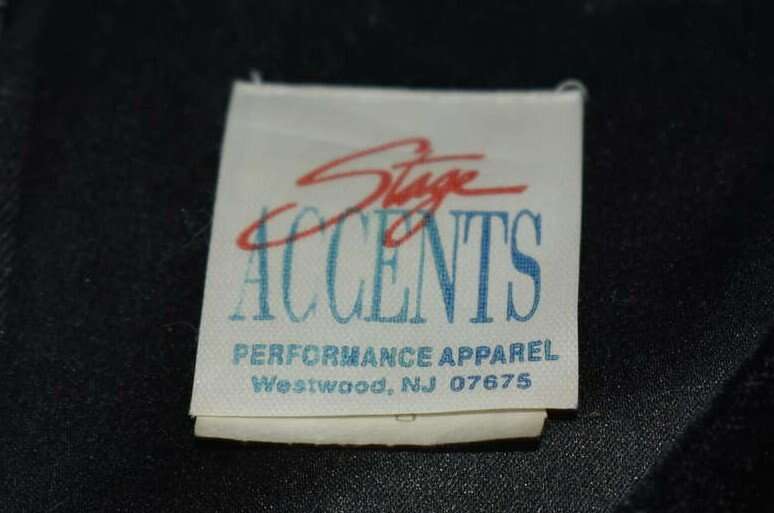 Stage
ACCENTS
PERFORMANCE APPAREL
Westwood, NJ 07675